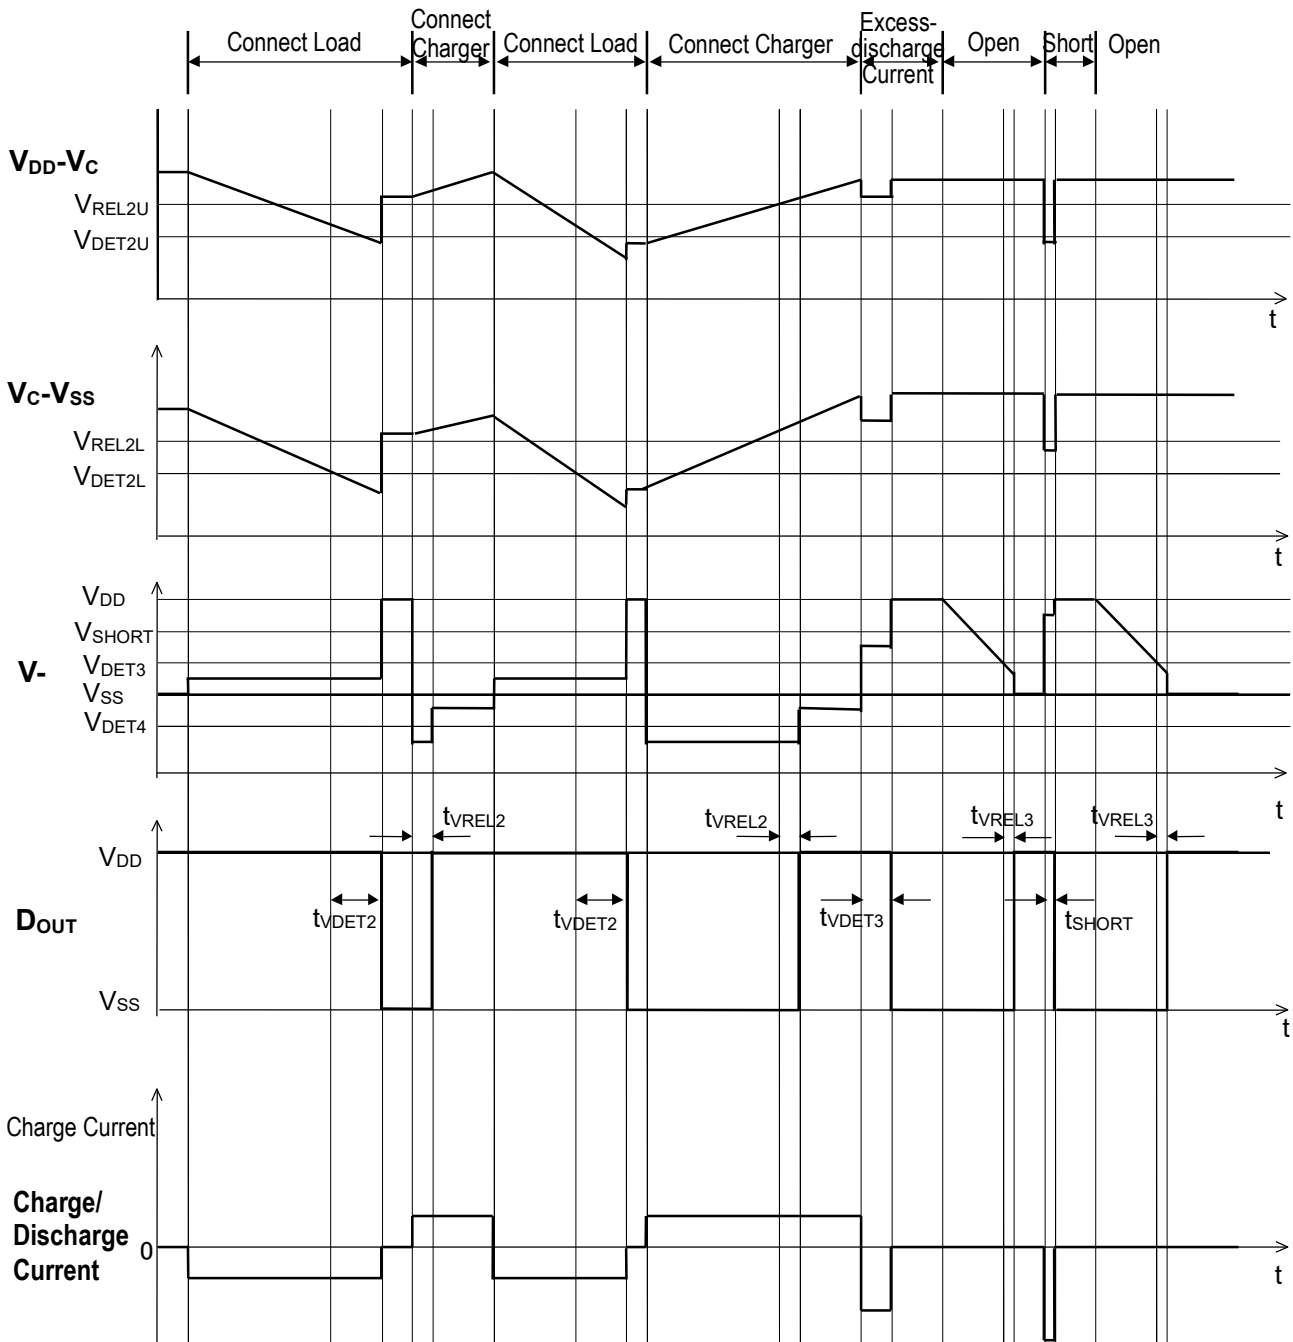 Connect Load
Connect
Charger
Connect Load
Connect Charger
Excess-
discharge
Current
Open
Short
Open
VDD-VC
VREL2U
VDET2U
t
VC-VSS
VREL2L
VDET2L
t
V-
VDD
VSHORT
VDET3
VSS
VDET4
t
tVREL2
tVREL2
tVREL3
tVREL3
VDD
DOUT
tVDET2
tVDET2
tVDET3
tSHORT
VSS
t
Charge Current
Charge/
Discharge
Current
0
t